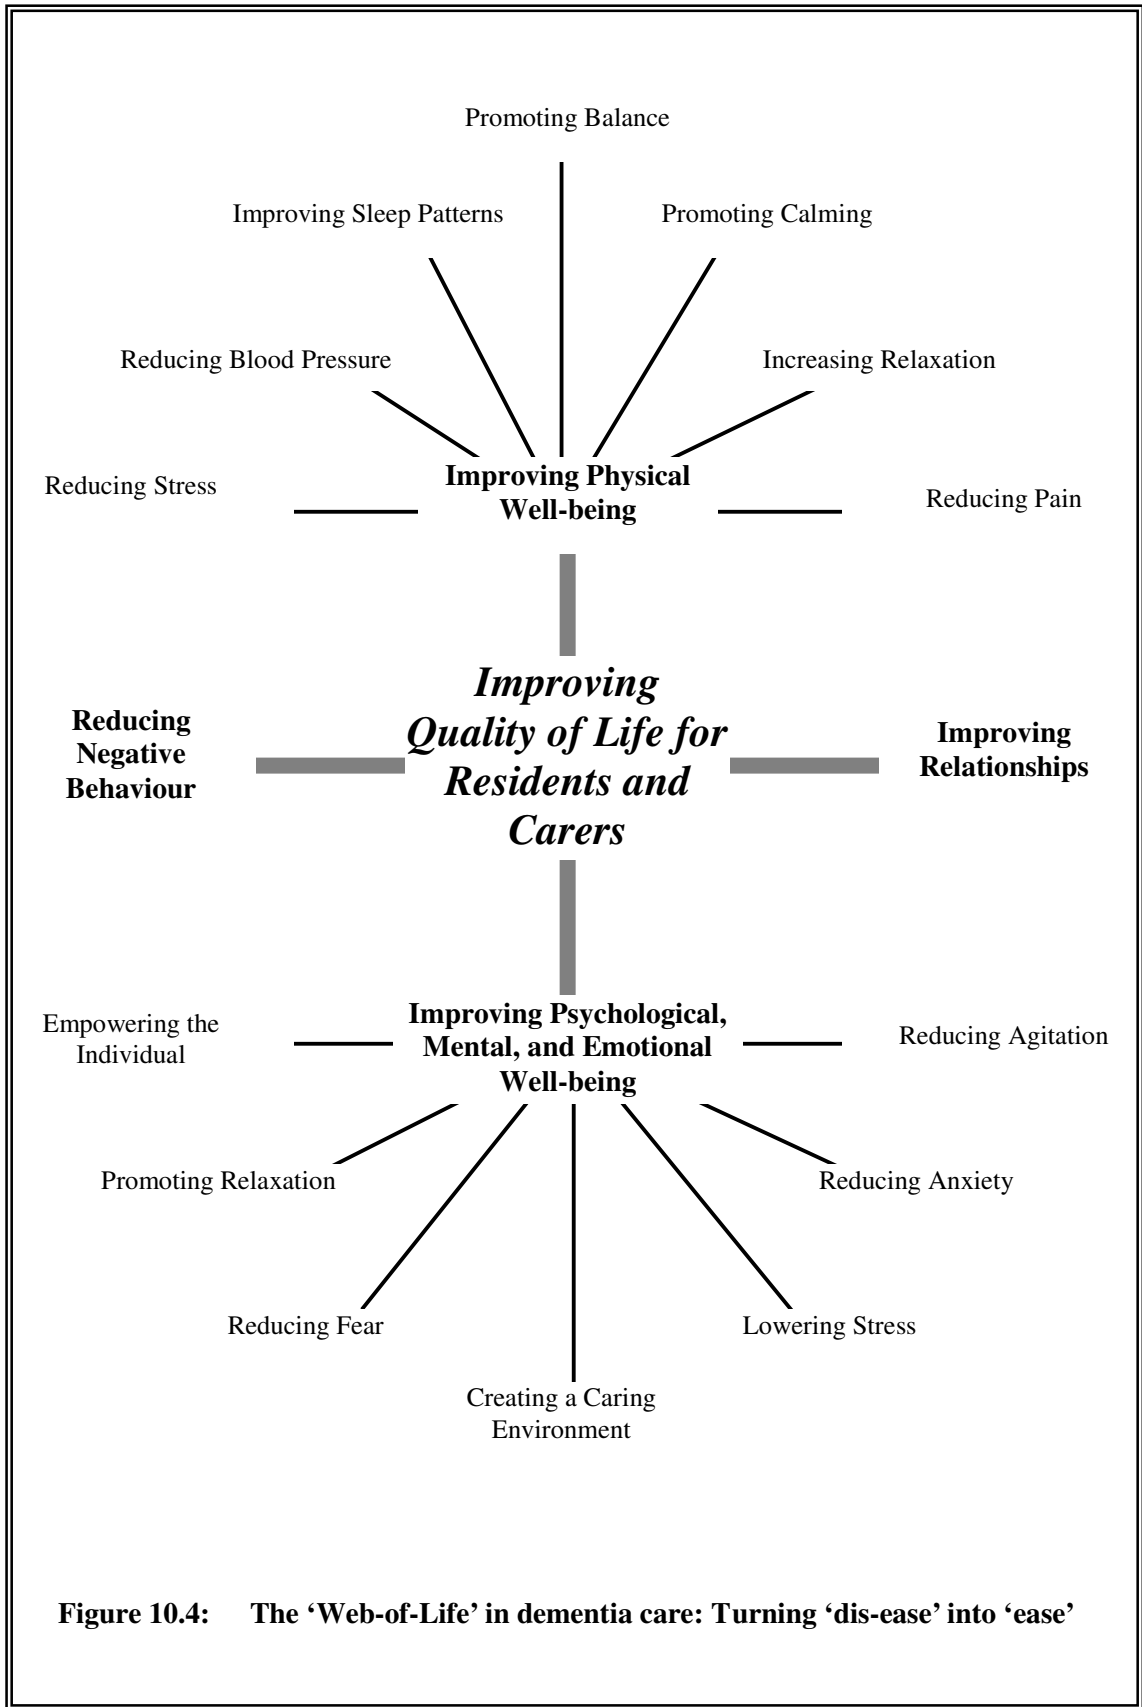 Promoting Balance
Improving Sleep Patterns
Promoting Calming
Reducing Blood Pressure
Increasing Relaxation
Improving Physical
Well-being
Reducing Stress
Reducing Pain
Improving
Quality of Life for
Residents and
Carers
Reducing
Negative
Behaviour
Improving
Relationships
Improving Psychological,
Mental, and Emotional
Well-being
Empowering the
Individual
Reducing Agitation
Promoting Relaxation
Reducing Anxiety
Reducing Fear
Lowering Stress
Creating a Caring
Environment
Figure 10.4: The ‘Web-of-Life’ in dementia care: Turning ‘dis-ease’ into ‘ease’